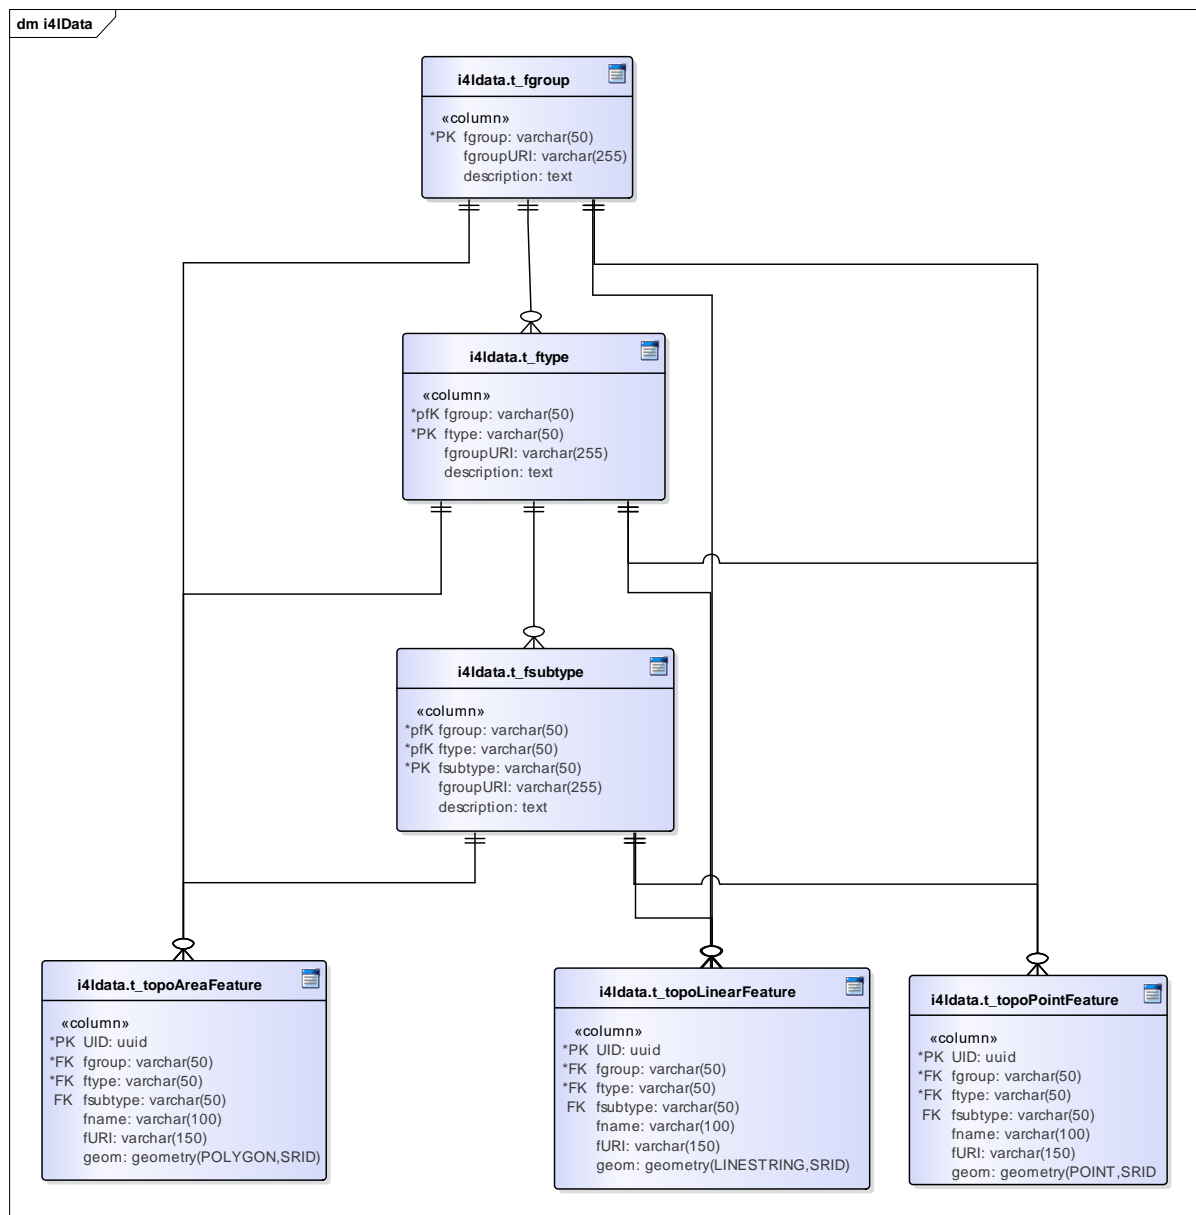 dm i4lData
i4ldata.t_fgroup
«column»
*PK fgroup: varchar(50)
fgroupURI: varchar(255)
description: text
i4ldata.t_ftype
«column»
*pfK fgroup: varchar(50)
*PK ftype: varchar(50)
fgroupURI: varchar(255)
description: text
i4ldata.t_fsubtype
«column»
*pfK fgroup: varchar(50)
*pfK ftype: varchar(50)
*PK fsubtype: varchar(50)
fgroupURI: varchar(255)
description: text
i4ldata.t_topoAreaFeature
«column»
*PK UID: uuid
*FK fgroup: varchar(50)
*FK ftype: varchar(50)
FK fsubtype: varchar(50)
fname: varchar(100)
fURI: varchar(150)
geom: geometry(POLYGON,SRID)
i4ldata.t_topoLinearFeature
«column»
*PK UID: uuid
*FK fgroup: varchar(50)
*FK ftype: varchar(50)
FK fsubtype: varchar(50)
fname: varchar(100)
fURI: varchar(150)
geom: geometry(LINESTRING,SRID)
i4ldata.t_topoPointFeature
«column»
*PK UID: uuid
*FK fgroup: varchar(50)
*FK ftype: varchar(50)
FK fsubtype: varchar(50)
fname: varchar(100)
fURI: varchar(150)
geom: geometry(POINT,SRID